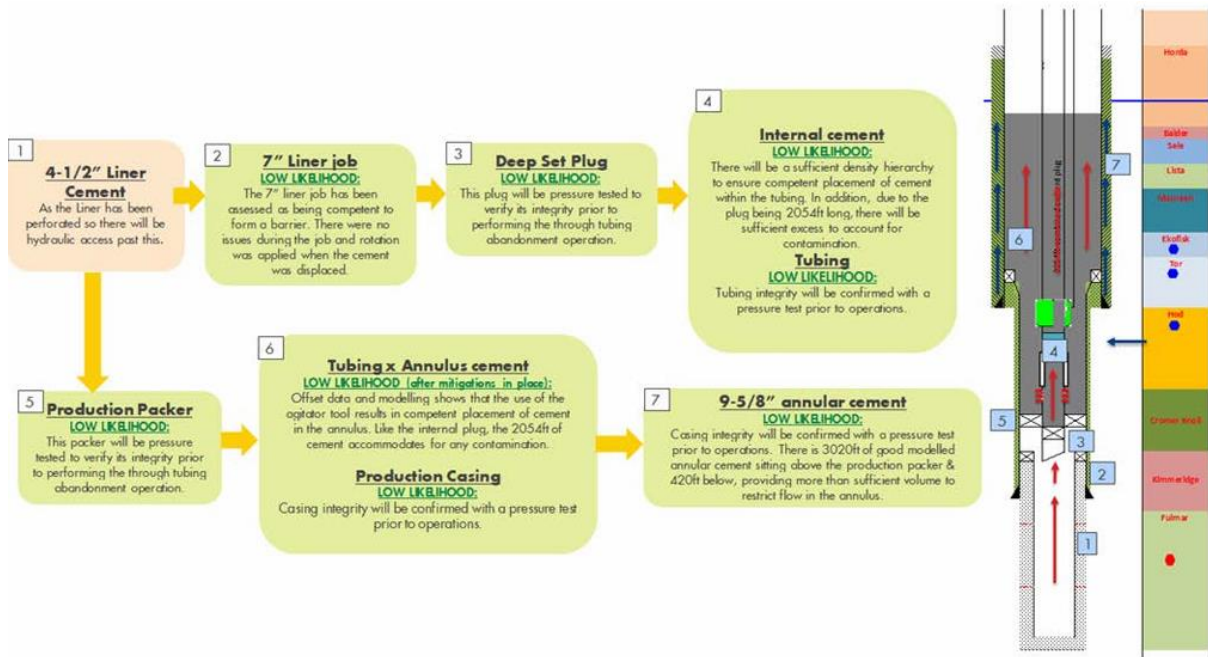 1
4-1/2” Liner
Cement
As the Liner has been
perforated so there will be
hydraulic access past this.
2
7” Liner job
LOW LIKELIHOOD:
The 7” liner job has been
assessed as being competent to
form a barrier. There were no
issues during the job and rotation
was applied when the cement
was displaced.
3
Deep Set Plug
LOW LIKELIHOOD:
This plug will be pressure tested to
verify its integrity prior to
performing the through tubing
abandonment operation.
4
Internal cement
LOW LIKELIHOOD:
There will be a sufficient density hierarchy
to ensure competent placement of cement
within the tubing. In addition, due to the
plug being 2054ft long, there will be
sufficient excess to account for
contamination.
Tubing
LOW LIKELIHOOD:
Tubing integrity will be confirmed with a
pressure test prior to operations.
5
Production Packer
LOW LIKELIHOOD:
This packer will be pressure
tested to verify its integrity prior
to performing the through tubing
abandonment operation.
6
Tubing x Annulus cement
LOW LIKELIHOOD (after mitigations in place):
Offset data and modelling shows that the use of the
agitator tool results in competent placement of cement
in the annulus. Like the internal plug, the 2054ft of
cement accommodates for any contamination.
Production Casing
LOW LIKELIHOOD:
Casing integrity will be confirmed with a pressure test
prior to operations.
7
9-5/8” annular cement
LOW LIKELIHOOD:
Casing integrity will be confirmed with a pressure test
prior to operations. There is 3020ft of good modelled
annular cement sitting above the production packer &
420ft below, providing more than sufficient volume to
restrict flow in the annulus.
2054ft combined cement plug
7
6
4
5
3
2
1
Horda
Balder
Sele
Lista
Maureen
Ekofisk
Tor
Hod
Cromer Knoll
Kimmeridge
Fulmar